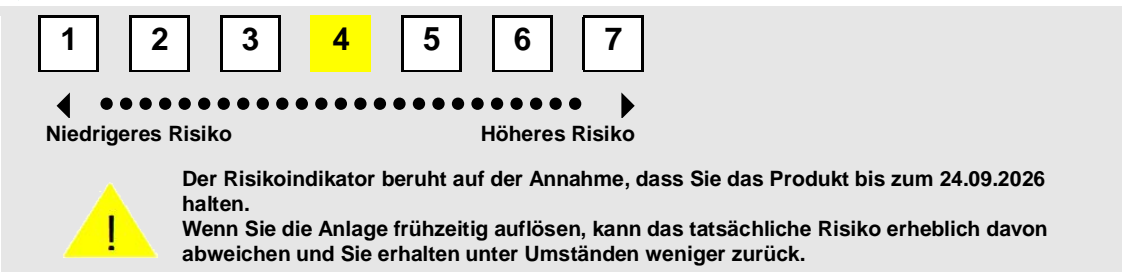 1 2 3 4 5 6 7
Niedrigeres Risiko Höheres Risiko
Der Risikoindikator beruht auf der Annahme, dass Sie das Produkt bis zum 24.09.2026
halten.
Wenn Sie die Anlage frühzeitig auflösen, kann das tatsächliche Risiko erheblich davon
abweichen und Sie erhalten unter Umständen weniger zurück.
!